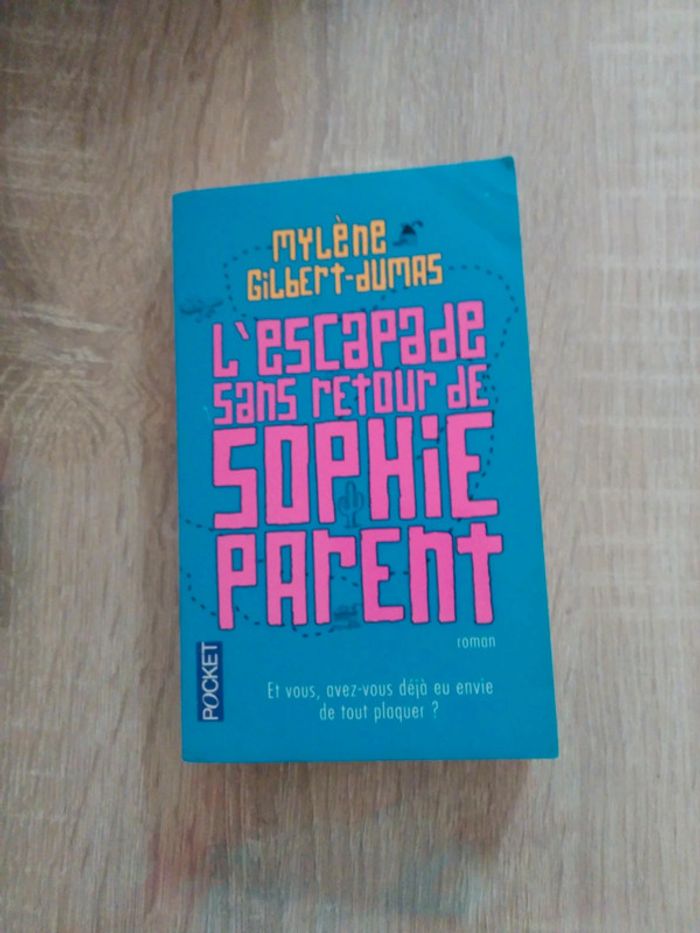 Mylène
Gilbert-Dumas
L'escapade
sans retour de
Sophie
Parent
roman
POCKET
Et vous, avez-vous déjà eu envie
de tout plaquer ?